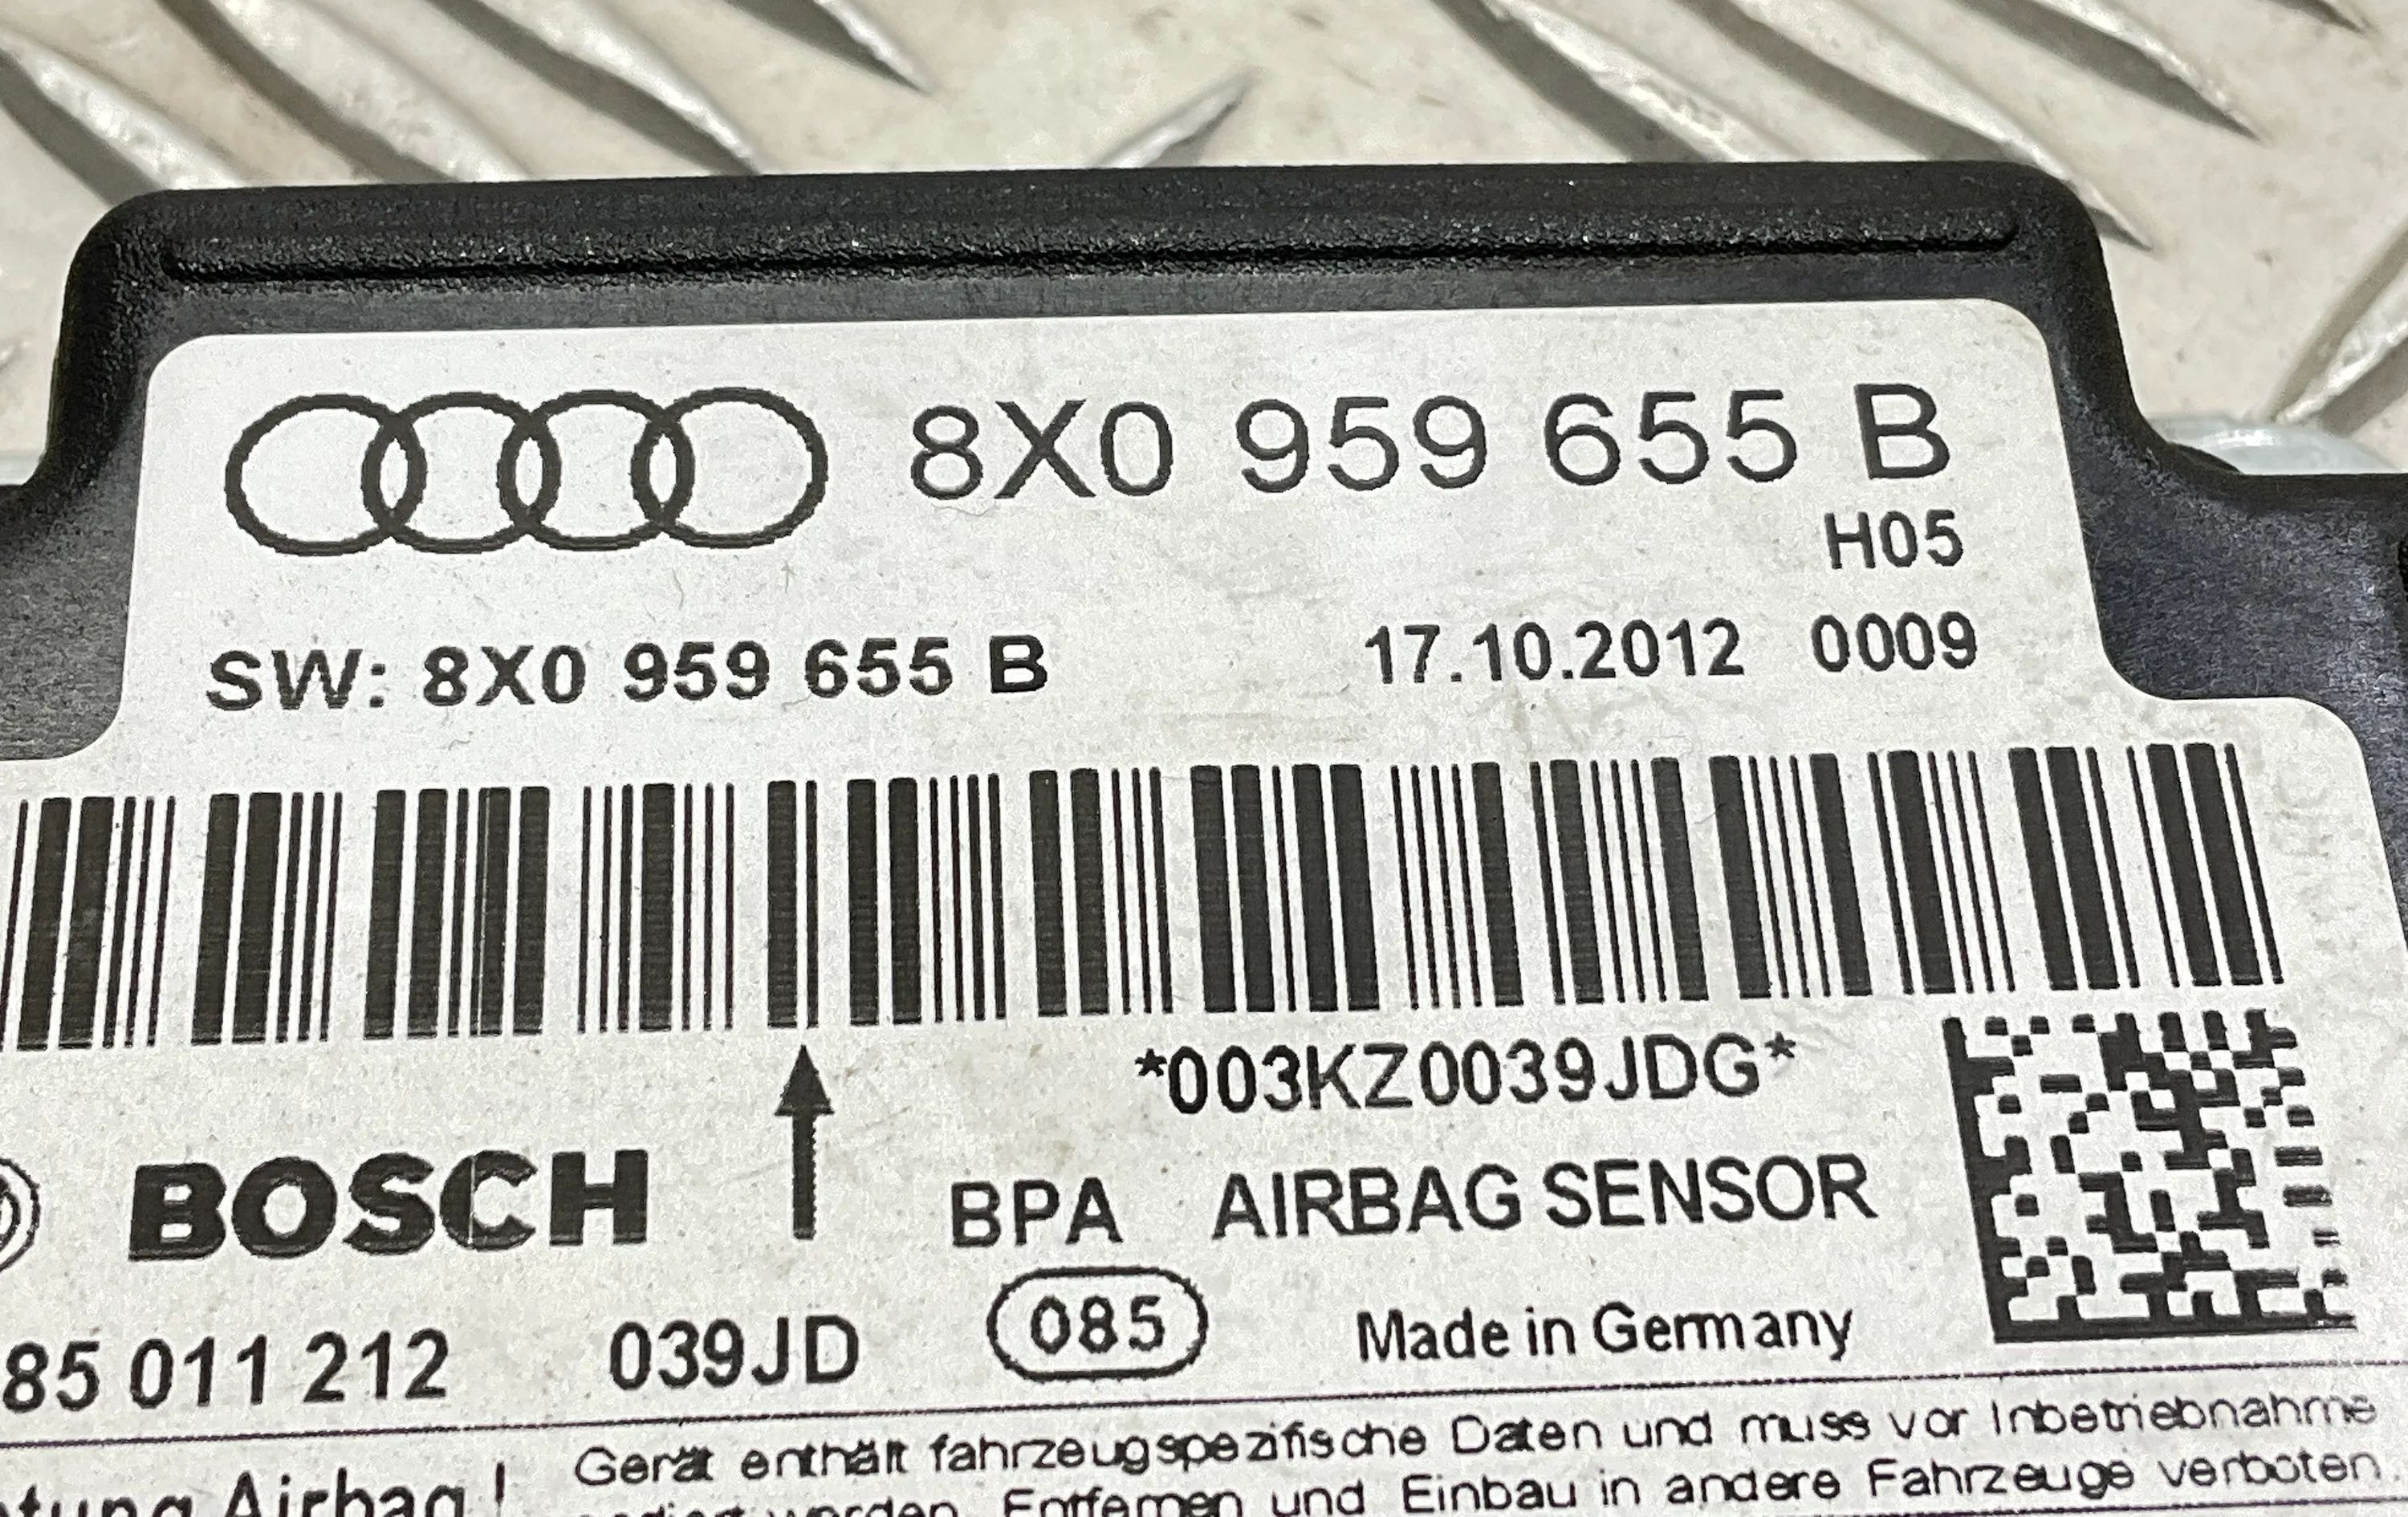 8X0 959 655 B
H05
SW: 8X0 959 655 B 17.10.2012 0009
*003KZ0039JDG*
BOSCH BPA AIRBAG SENSOR
85 011 212 039JD 085 Made in Germany
Gerät enthält fahrzeugspezifische Daten und muss vor Inbetriebnahme
tung Airbag ! worden. Entfernen und Einbau in andere Fahrzeuge verboten.